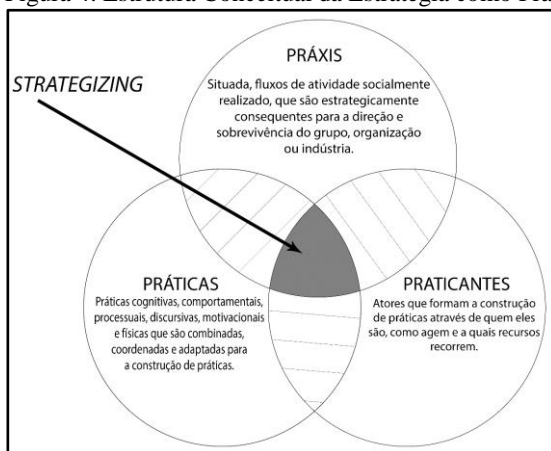 Figura 4: Estrutura Conceitual da Estratégia como
PRÁXIS
Situada, fluxos de atividade socialmente
realizado, que são estrategicamente
consequentes para a direção e
sobrevivência do grupo, organização
ou indústria.
STRATEGIZING
PRÁTICAS
Práticas cognitivas, comportamentais,
processuais, discursivas, motivacionais
e físicas que são combinadas,
coordenadas e adaptadas para
a construção de práticas.
PRATICANTES
Atores que formam a construção
de práticas através de quem eles
são, como agem e a quais recursos
recorrem.